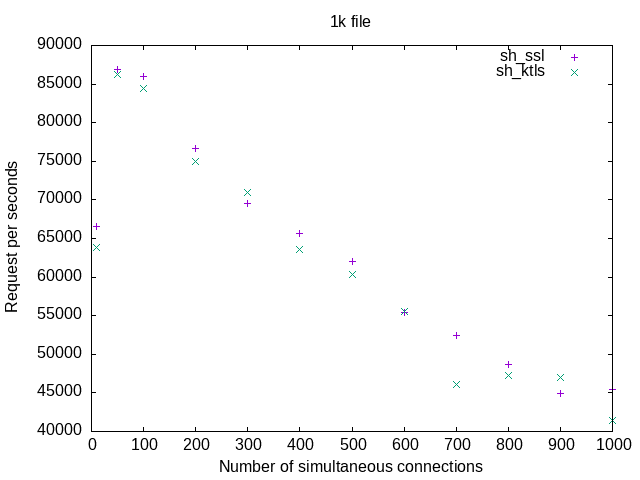 1k file
90000
85000
80000
75000
70000
65000
60000
55000
50000
45000
40000
Request per seconds
sh_ssl
sh_ktls
0 100 200 300 400 500 600 700 800 900 1000
Number of simultaneous connections